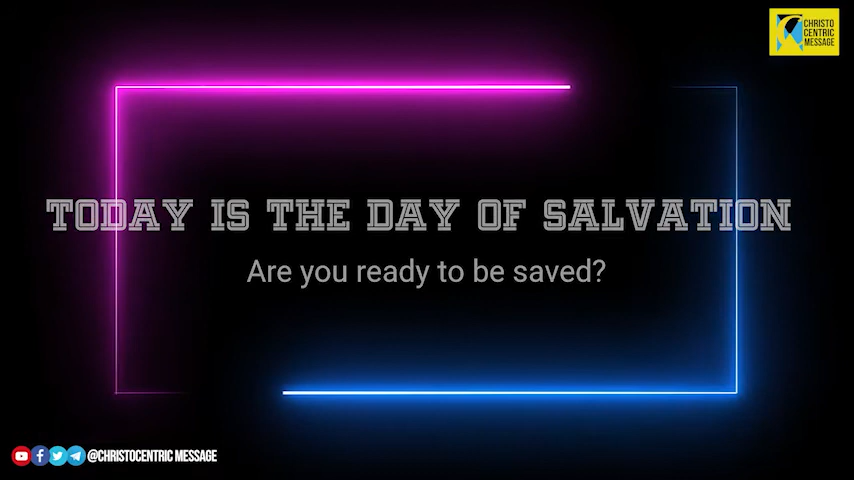 CHRISTO
CENTRIC
MESSAGE
TODAY IS THE DAY OF SALVATION
Are you ready to be saved?
@CHRISTOCENTRIC MESSAGE